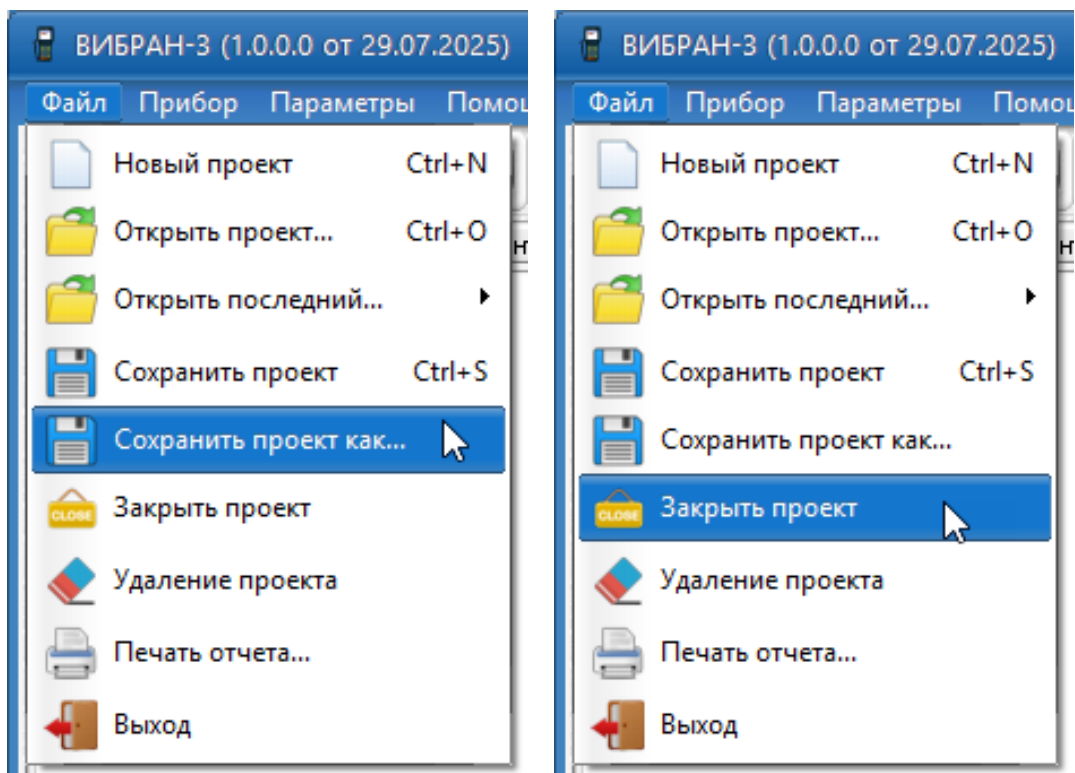 ВИБРАН-3 (1.0.0.0 от 29.07.2025)
Файл Прибор Параметры
Новый проект Ctrl+N
Открыть проект... Ctrl+O
Открыть последний...
Сохранить проект Ctrl+S
Сохранить проект как...
CLOSE Закрыть проект
Удаление проекта
Печать отчета...
Выход
ВИБРАН-3 (1.0.0.0 от 29.07.2025)
Файл Прибор Параметры
Новый проект Ctrl+N
Открыть проект... Ctrl+O
Открыть последний...
Сохранить проект Ctrl+S
Сохранить проект как...
CLOSE Закрыть проект
Удаление проекта
Печать отчета...
Выход